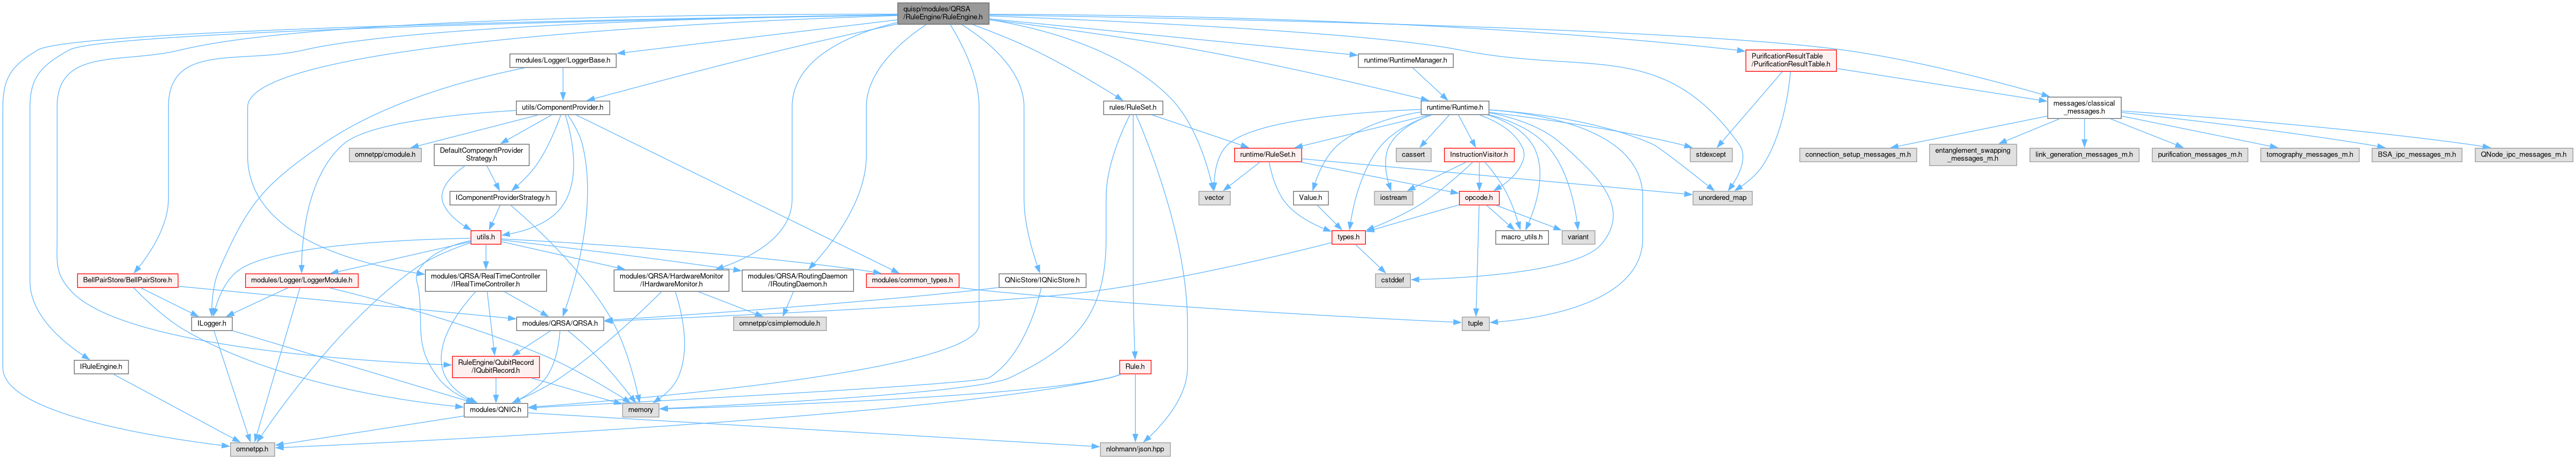 quisp/modules/QRSA
/RuleEngine/RuleEngine.h
modules/Logger/LoggerBase.h
runtime/RuntimeManager.h
PurificationResultTable
/PurificationResultTable.h
utils/ComponentProvider.h
rules/RuleSet.h
runtime/Runtime.h
messages/classical
_messages.h
omnetpp/cmodule.h
DefaultComponentProvider
Strategy.h
runtime/RuleSet.h
cassert
InstructionVisitor.h
stdexcept
connection_setup_messages_m.h
entanglement_swapping
_messages_m.h
link_generation_messages_m.h
purification_messages_m.h
tomography_messages_m.h
BSA_ipc_messages_m.h
QNode_ipc_messages_m.h
IComponentProviderStrategy.h
vector
Value.h
iostream
opcode.h
unordered_map
utils.h
types.h
macro_utils.h
variant
BellPairStore/BellPairStore.h
modules/Logger/LoggerModule.h
modules/QRSA/RealTimeController
/IRealTimeController.h
modules/QRSA/HardwareMonitor
/IHardwareMonitor.h
modules/QRSA/RoutingDaemon
/IRoutingDaemon.h
modules/common_types.h
QNicStore/IQNicStore.h
cstddef
ILogger.h
modules/QRSA/QRSA.h
omnetpp/csimplemodule.h
tuple
IRuleEngine.h
RuleEngine/QubitRecord
/IQubitRecord.h
Rule.h
modules/QNIC.h
memory
omnetpp.h
nlohmann/json.hpp